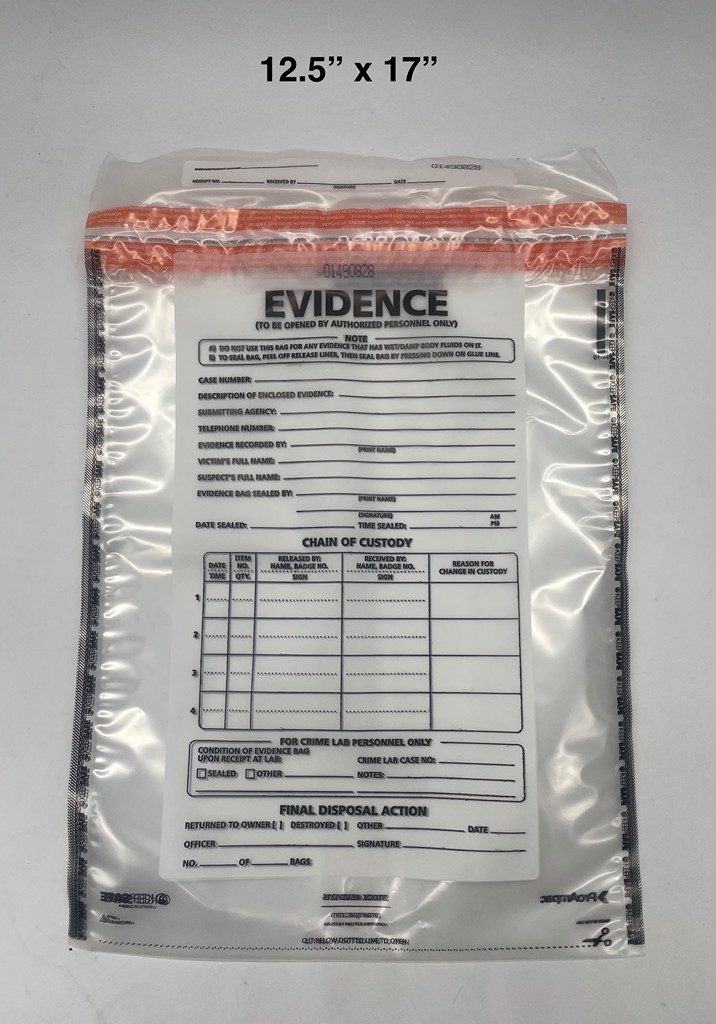 12.5” x 17”
01490828
RECEIPT NO. RECEIVED BY DATE
01490828
EVIDENCE
(TO BE OPENED BY AUTHORIZED PERSONNEL ONLY)
NOTE
A) DO NOT USE THIS BAG FOR ANY EVIDENCE THAT HAS WET/DAMP BODY FLUIDS ON IT.
B) TO SEAL BAG, PEEL OFF RELEASE LINER, THEN SEAL BAG BY PRESSING DOWN ON GLUE LINE.
CASE NUMBER:
DESCRIPTION OF ENCLOSED EVIDENCE:
SUBMITTING AGENCY:
TELEPHONE NUMBER:
EVIDENCE RECORDED BY:
(PRINT NAME)
VICTIM'S FULL NAME:
SUSPECT'S FULL NAME:
EVIDENCE BAG SEALED BY:
(PRINT NAME)
(SIGNATURE)
AM
DATE SEALED: TIME SEALED: PM
CHAIN OF CUSTODY
DATE ITEM NO. RELEASED BY: NAME, BADGE NO. RECEIVED BY: NAME, BADGE NO. REASON FOR CHANGE IN CUSTODY
TIME QTY. SIGN SIGN
1
2
3
4
FOR CRIME LAB PERSONNEL ONLY
CONDITION OF EVIDENCE BAG
UPON RECEIPT AT LAB: CRIME LAB CASE NO:
SEALED OTHER NOTES:
FINAL DISPOSAL ACTION
RETURNED TO OWNER [ ] DESTROYED [ ] OTHER DATE
OFFICER SIGNATURE
NO. OF BAGS
KEEPSAFE
ProAmpac
CUT BELOW DOTTED LINE TO OPEN